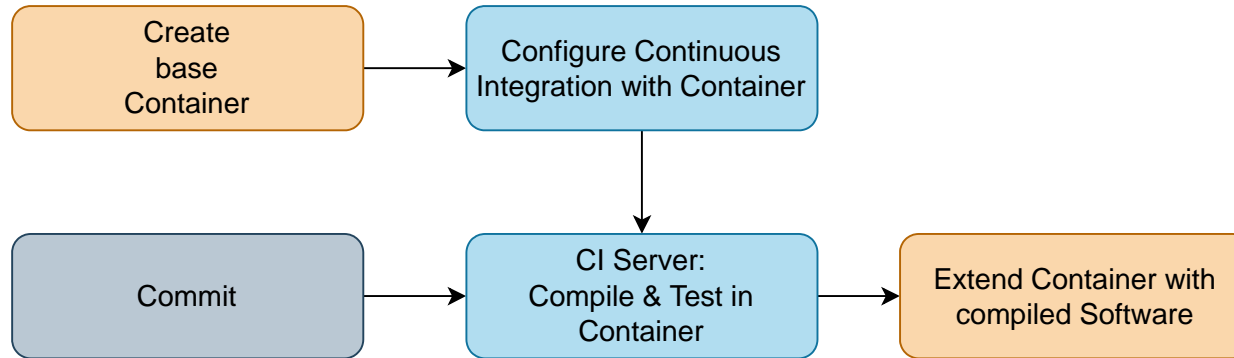 Create
base
Container
Configure Continuous
Integration with Container
Commit
CI Server:
Compile & Test in
Container
Extend Container with
compiled Software